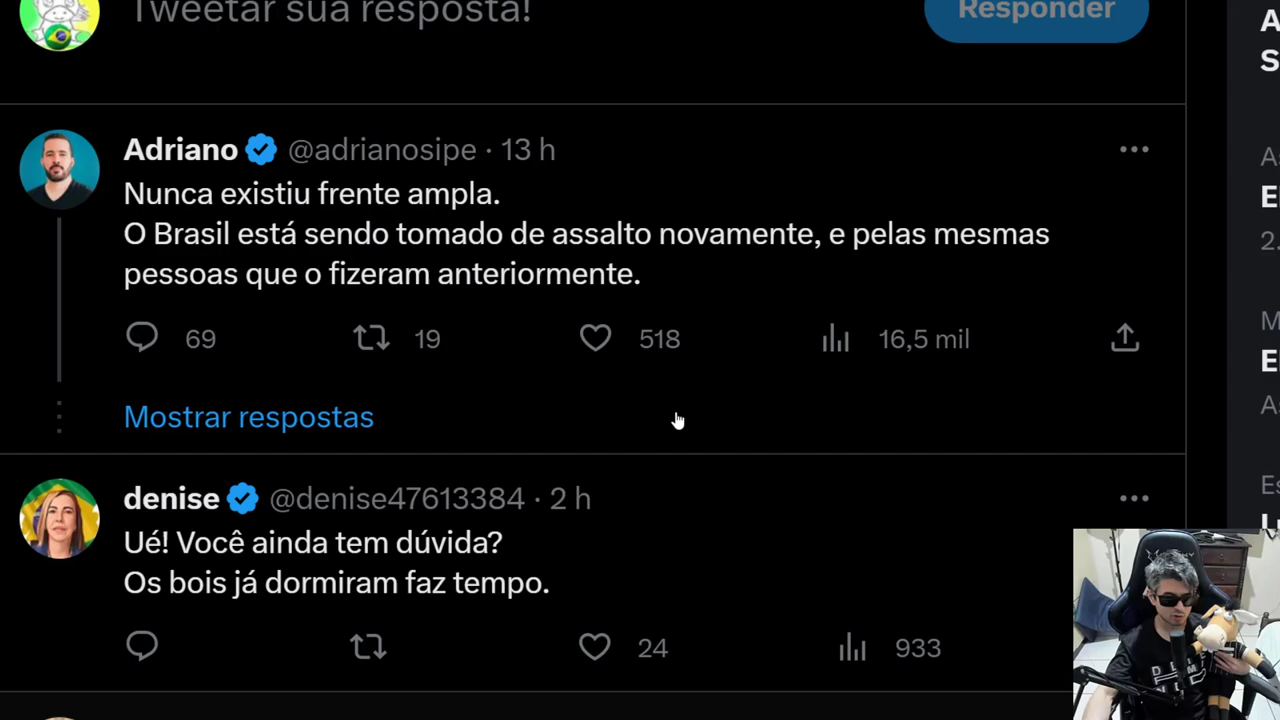 Tweetar sua resposta!
Responder
Adriano @adrianosipe · 13 h
Nunca existiu frente ampla.
O Brasil está sendo tomado de assalto novamente, e pelas mesmas
pessoas que o fizeram anteriormente.
69 19 518 16,5 mil
Mostrar respostas
denise @denise47613384 · 2 h
Ué! Você ainda tem dúvida?
Os bois já dormiram faz tempo.
24 933